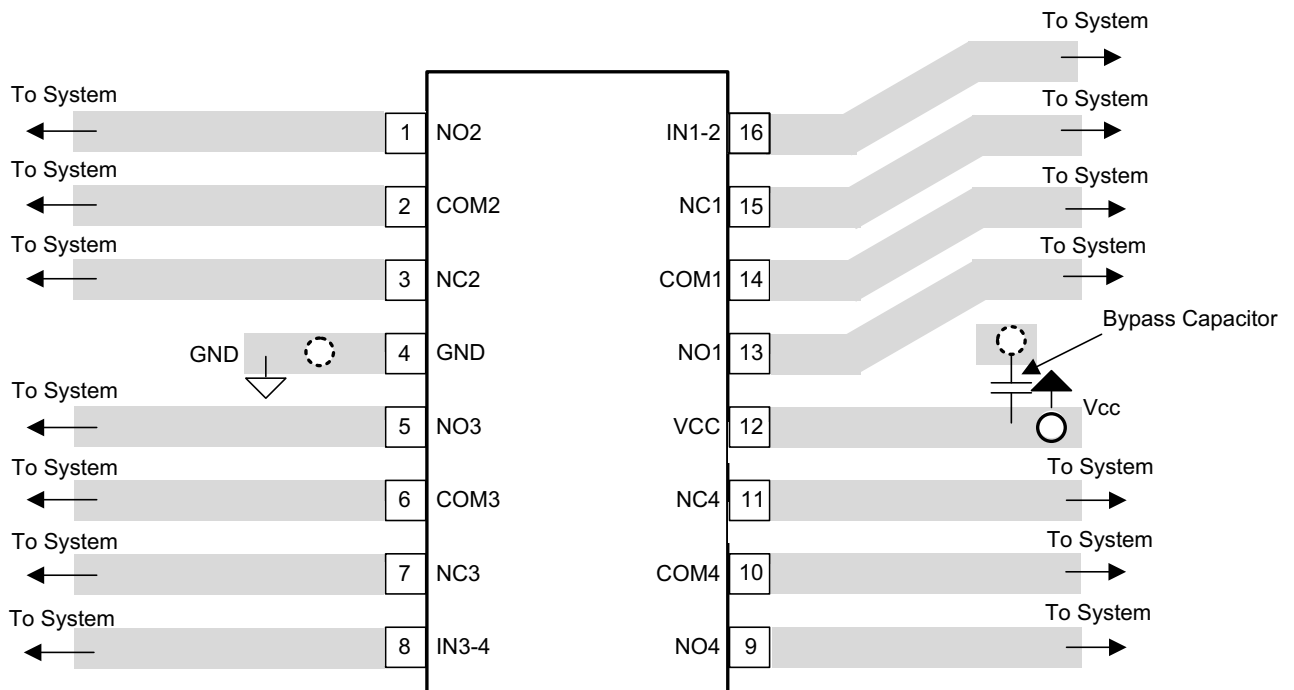 To System
To System
To System 1 NO2 IN1-2 16
To System
To System 2 COM2 NC1 15
To System
To System 3 NC2 COM1 14
To System
Bypass Capacitor
GND 4 GND NO1 13
Vcc
To System 5 NO3 VCC 12
To System 6 COM3 NC4 11 To System
To System 7 NC3 COM4 10 To System
To System 8 IN3-4 NO4 9 To System